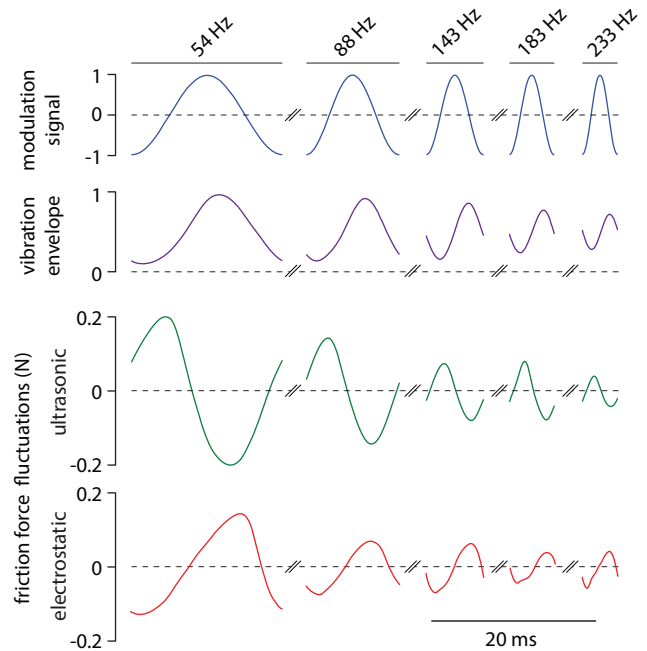 54 Hz
88 Hz
143 Hz
183 Hz
233 Hz
modulation
signal
1
0
-1
vibration
envelope
1
0
friction force fluctuations (N)
ultrasonic
0.2
0
-0.2
electrostatic
0.2
0
-0.2
20 ms